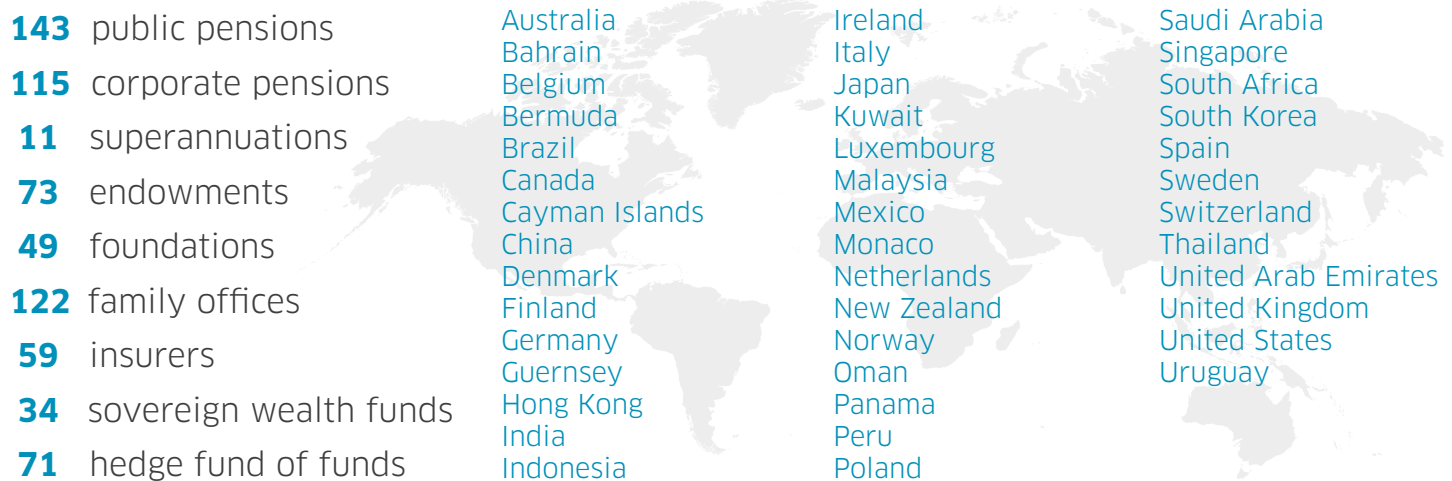 143 public pensions
115 corporate pensions
11 superannuations
73 endowments
49 foundations
122 family offices
59 insurers
34 sovereign wealth funds
71 hedge fund of funds
Australia
Bahrain
Belgium
Bermuda
Brazil
Canada
Cayman Islands
China
Denmark
Finland
Germany
Guernsey
Hong Kong
India
Indonesia
Ireland
Italy
Japan
Kuwait
Luxembourg
Malaysia
Mexico
Monaco
Netherlands
New Zealand
Norway
Oman
Panama
Peru
Poland
Saudi Arabia
Singapore
South Africa
South Korea
Spain
Sweden
Switzerland
Thailand
United Arab Emirates
United Kingdom
United States
Uruguay